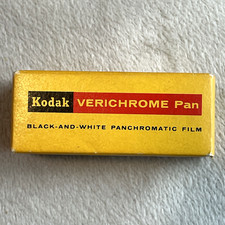 Kodak VERICHROME Pan
BLACK-AND-WHITE PANCHROMATIC FILM